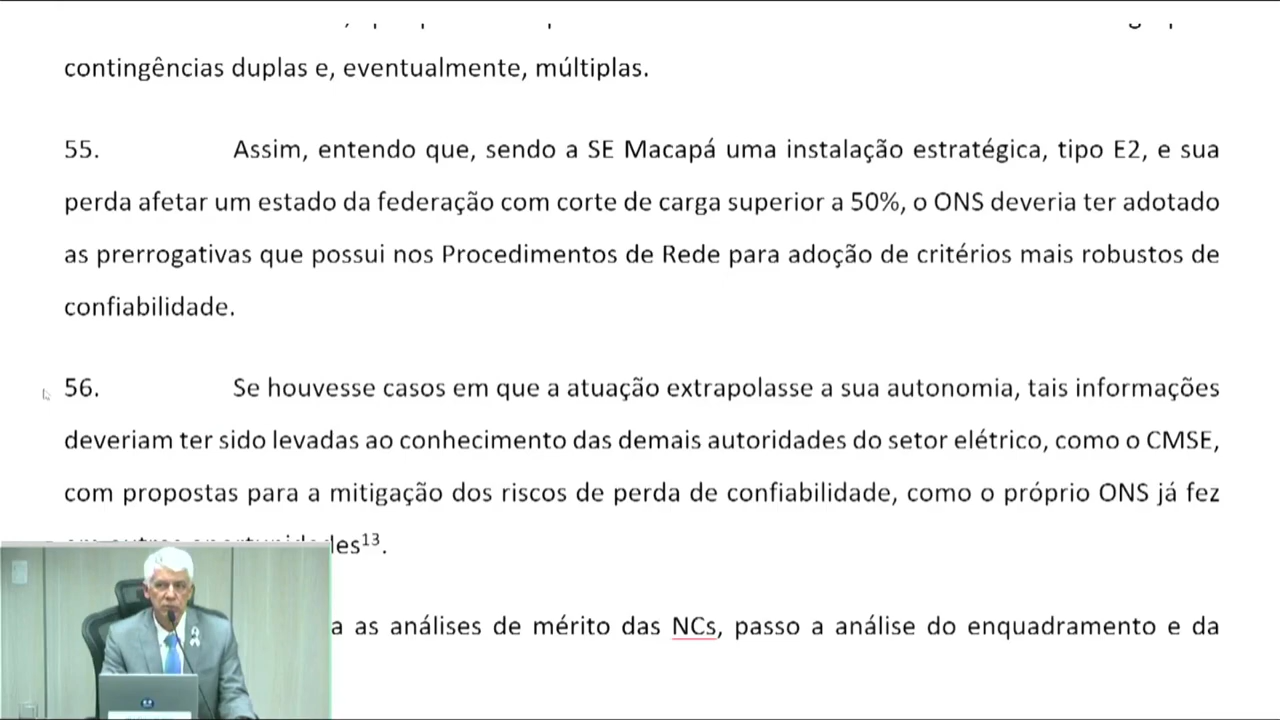 contingências duplas e, eventualmente, múltiplas.
55. Assim, entendo que, sendo a SE Macapá uma instalação estratégica, tipo E2, e sua
perda afetar um estado da federação com corte de carga superior a 50%, o ONS deveria ter adotado
as prerrogativas que possui nos Procedimentos de Rede para adoção de critérios mais robustos de
confiabilidade.
56. Se houvesse casos em que a atuação extrapolasse a sua autonomia, tais informações
deveriam ter sido levadas ao conhecimento das demais autoridades do setor elétrico, como o CMSE,
com propostas para a mitigação dos riscos de perda de confiabilidade, como o próprio ONS já fez
les¹³.
a as análises de mérito das NCs, passo a análise do enquadramento e da